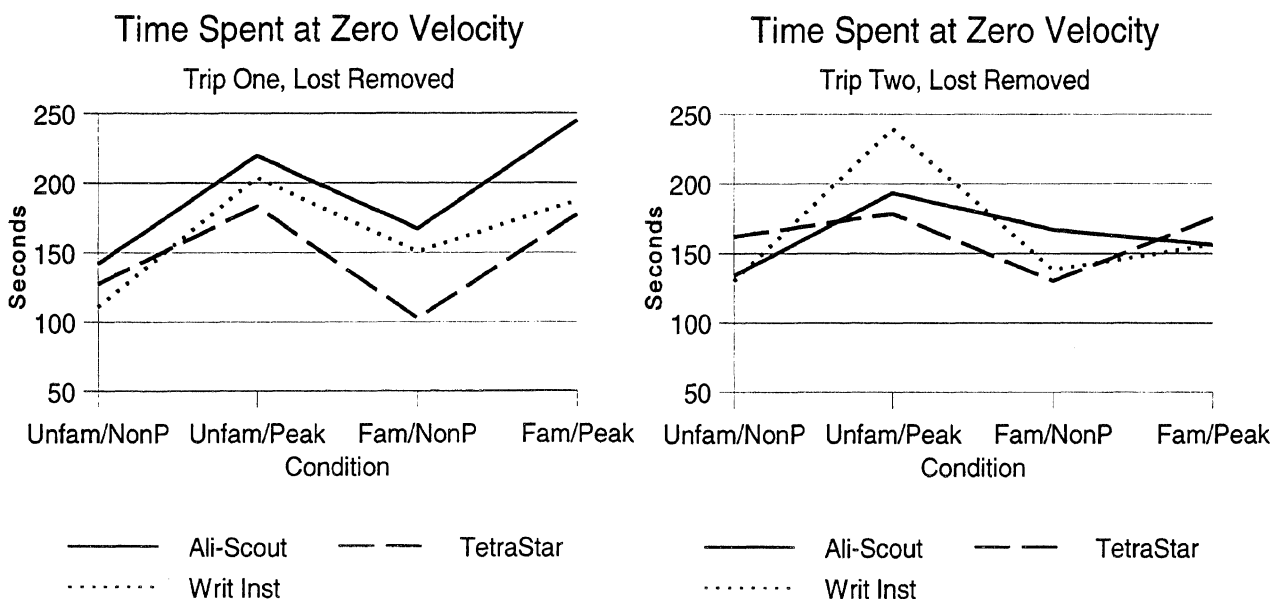 Time Spent at Zero Velocity
Trip One, Lost Removed
250
200
150
100
50
Seconds
Unfam/NonP Unfam/Peak Fam/NonP Fam/Peak
Condition
Ali-Scout TetraStar
Writ Inst
Time Spent at Zero Velocity
Trip Two, Lost Removed
250
200
150
100
50
Seconds
Unfam/NonP Unfam/Peak Fam/NonP Fam/Peak
Condition
Ali-Scout TetraStar
Writ Inst